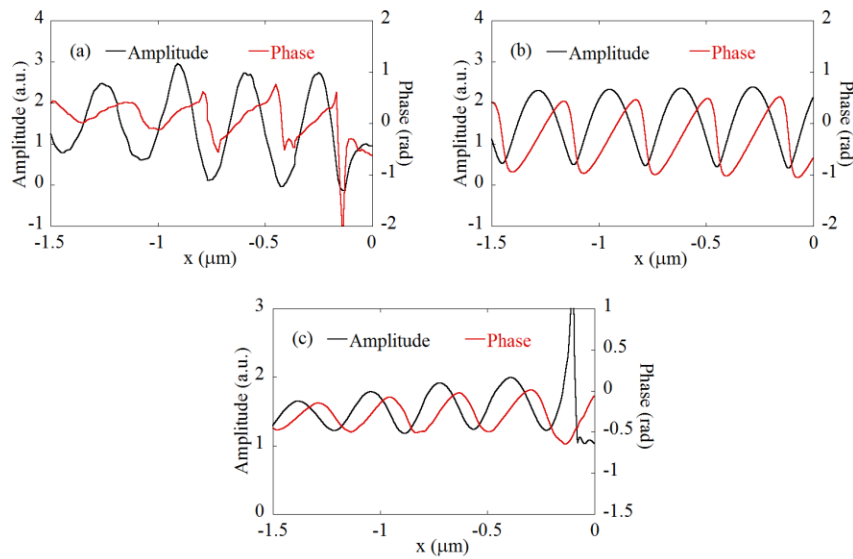 (a) Amplitude Phase
4
3
2
1
0
-1
Amplitude (a.u.)
2
1
0
-1
-2
Phase (rad)
-1.5 -1 -0.5 0
x (μm)
(b) Amplitude Phase
4
3
2
1
0
-1
Amplitude (a.u.)
2
1
0
-1
-2
Phase (rad)
-1.5 -1 -0.5 0
x (μm)
(c) Amplitude Phase
3
2
1
0
Amplitude (a.u.)
1
0.5
0
-0.5
-1
-1.5
Phase (rad)
-1.5 -1 -0.5 0
x (μm)